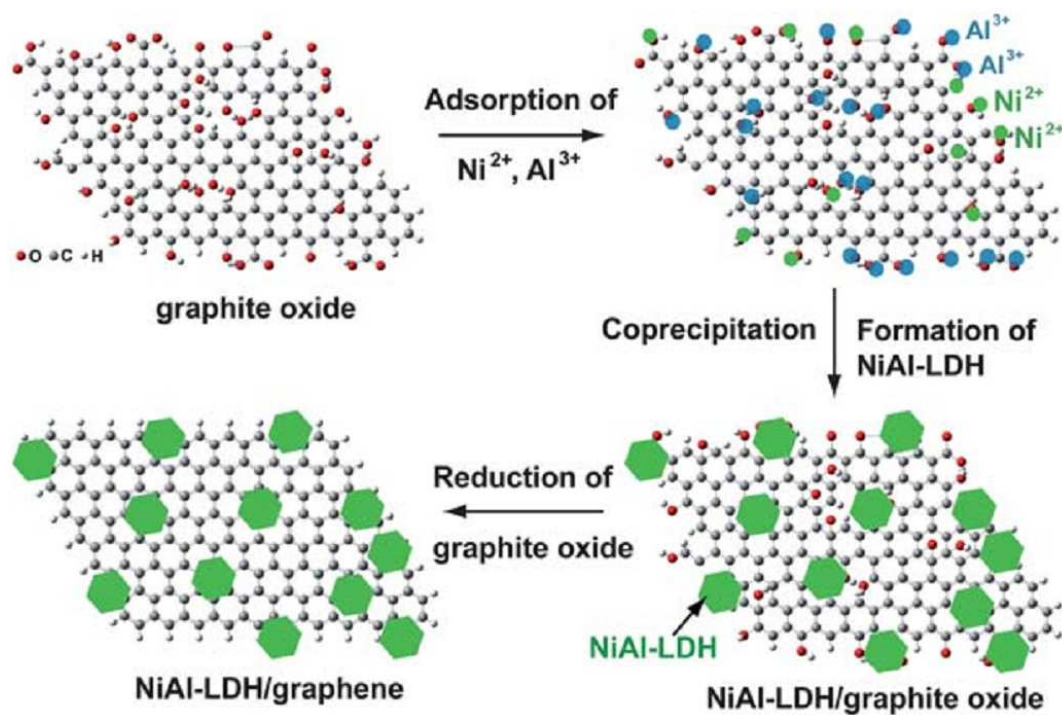 Adsorption of
Ni²⁺, Al³⁺
Al³⁺
Al³⁺
Ni²⁺
Ni²⁺
O C H
graphite oxide
Coprecipitation
Formation of
NiAl-LDH
Reduction of
graphite oxide
NiAl-LDH
NiAl-LDH/graphene
NiAl-LDH/graphite oxide